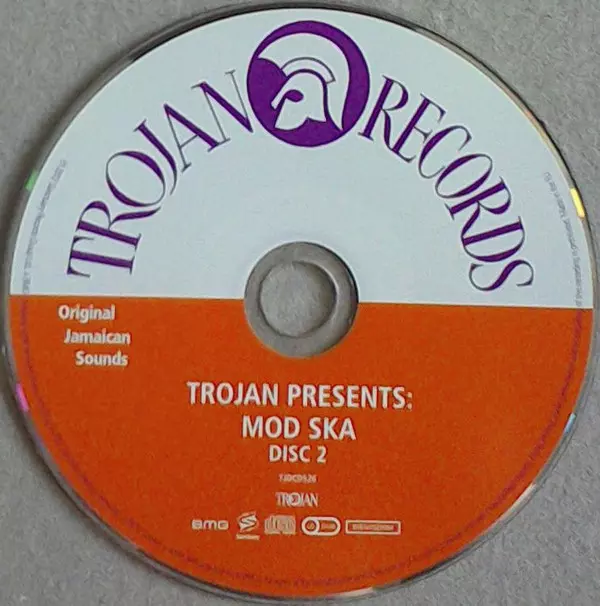 TROJAN RECORDS
Original
Jamaican
Sounds
TROJAN PRESENTS:
MOD SKA
DISC 2
TROJAN
BMG